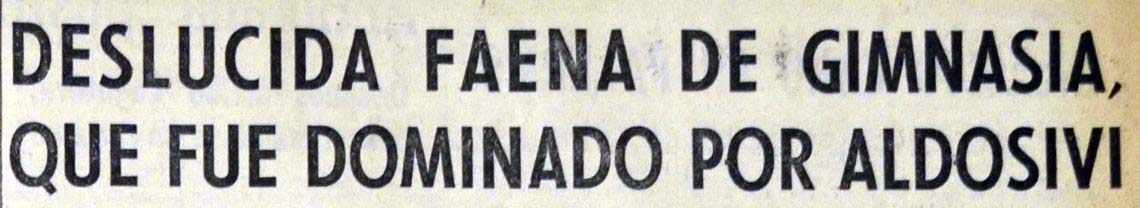 DESLUCIDA FAENA DE GIMNASIA,
QUE FUE DOMINADO POR ALDOSIVI